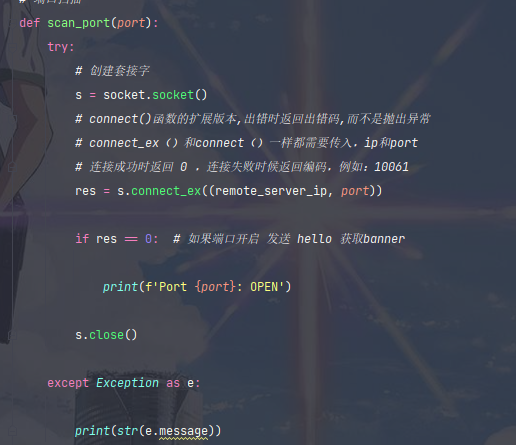 # 端口扫描
def scan_port(port):
try:
# 创建套接字
s = socket.socket()
# connect()函数的扩展版本,出错时返回出错码,而不是抛出异常
# connect_ex（）和connect（）一样都需要传入．ip和port
# 连接成功时返回 0 ．连接失败时候返回编码．例如：10061
res = s.connect_ex((remote_server_ip, port))
if res == 0:  # 如果端口开启 发送 hello 获取banner
print(f'Port {port}: OPEN')
s.close()
except Exception as e:
print(str(e.message))